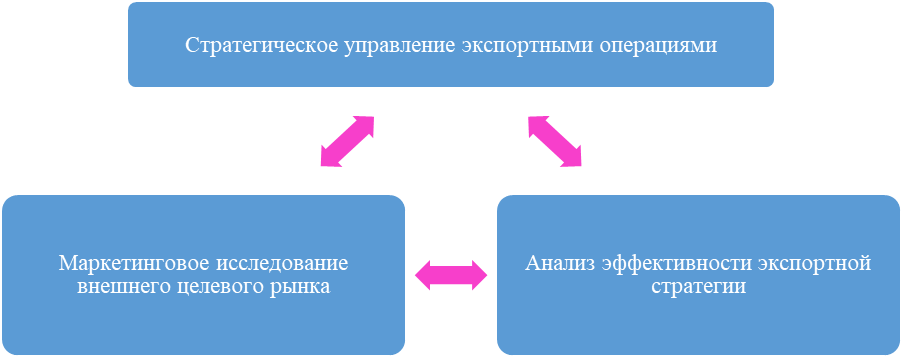 Стратегическое управление экспортными операциями
Маркетинговое исследование
внешнего целевого рынка
Анализ эффективности экспортной
стратегии